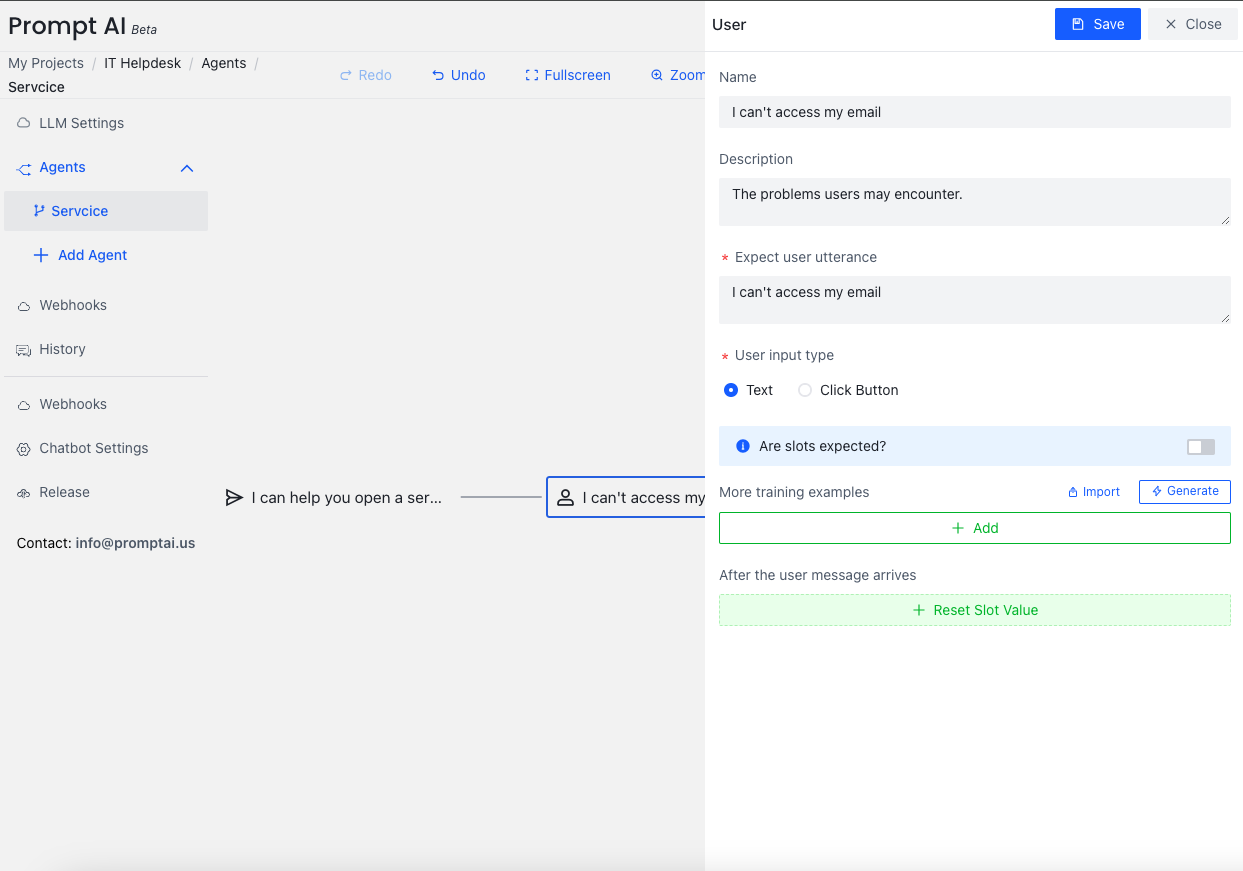 Prompt AI Beta
My Projects / IT Helpdesk / Agents /
Servcice
Redo
Undo
Fullscreen
Zoom
LLM Settings
Agents
Servcice
Add Agent
Webhooks
History
Webhooks
Chatbot Settings
Release
Contact: info@promptai.us
I can help you open a ser...
I can't access my
User
Save
Close
Name
I can't access my email
Description
The problems users may encounter.
* Expect user utterance
I can't access my email
* User input type
Text
Click Button
Are slots expected?
More training examples
Import
Generate
+ Add
After the user message arrives
+ Reset Slot Value